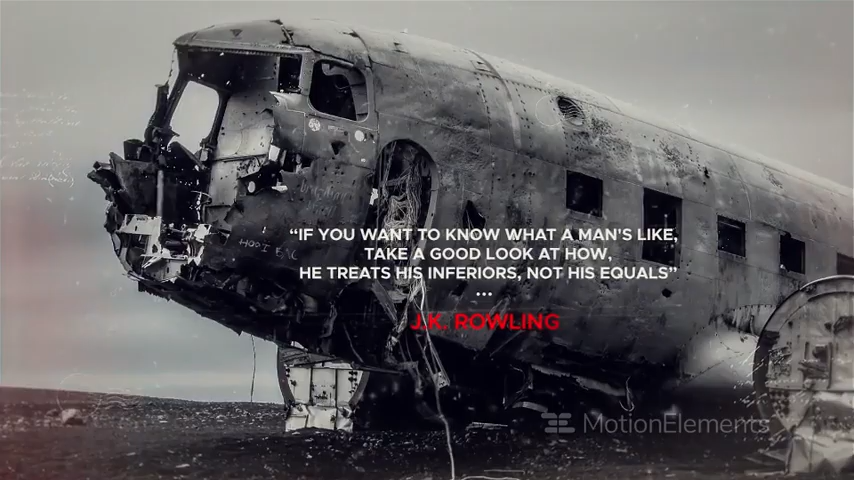 “IF YOU WANT TO KNOW WHAT A MAN'S LIKE,
TAKE A GOOD LOOK AT HOW,
HE TREATS HIS INFERIORS, NOT HIS EQUALS”
...
J.K. ROWLING
MotionElements